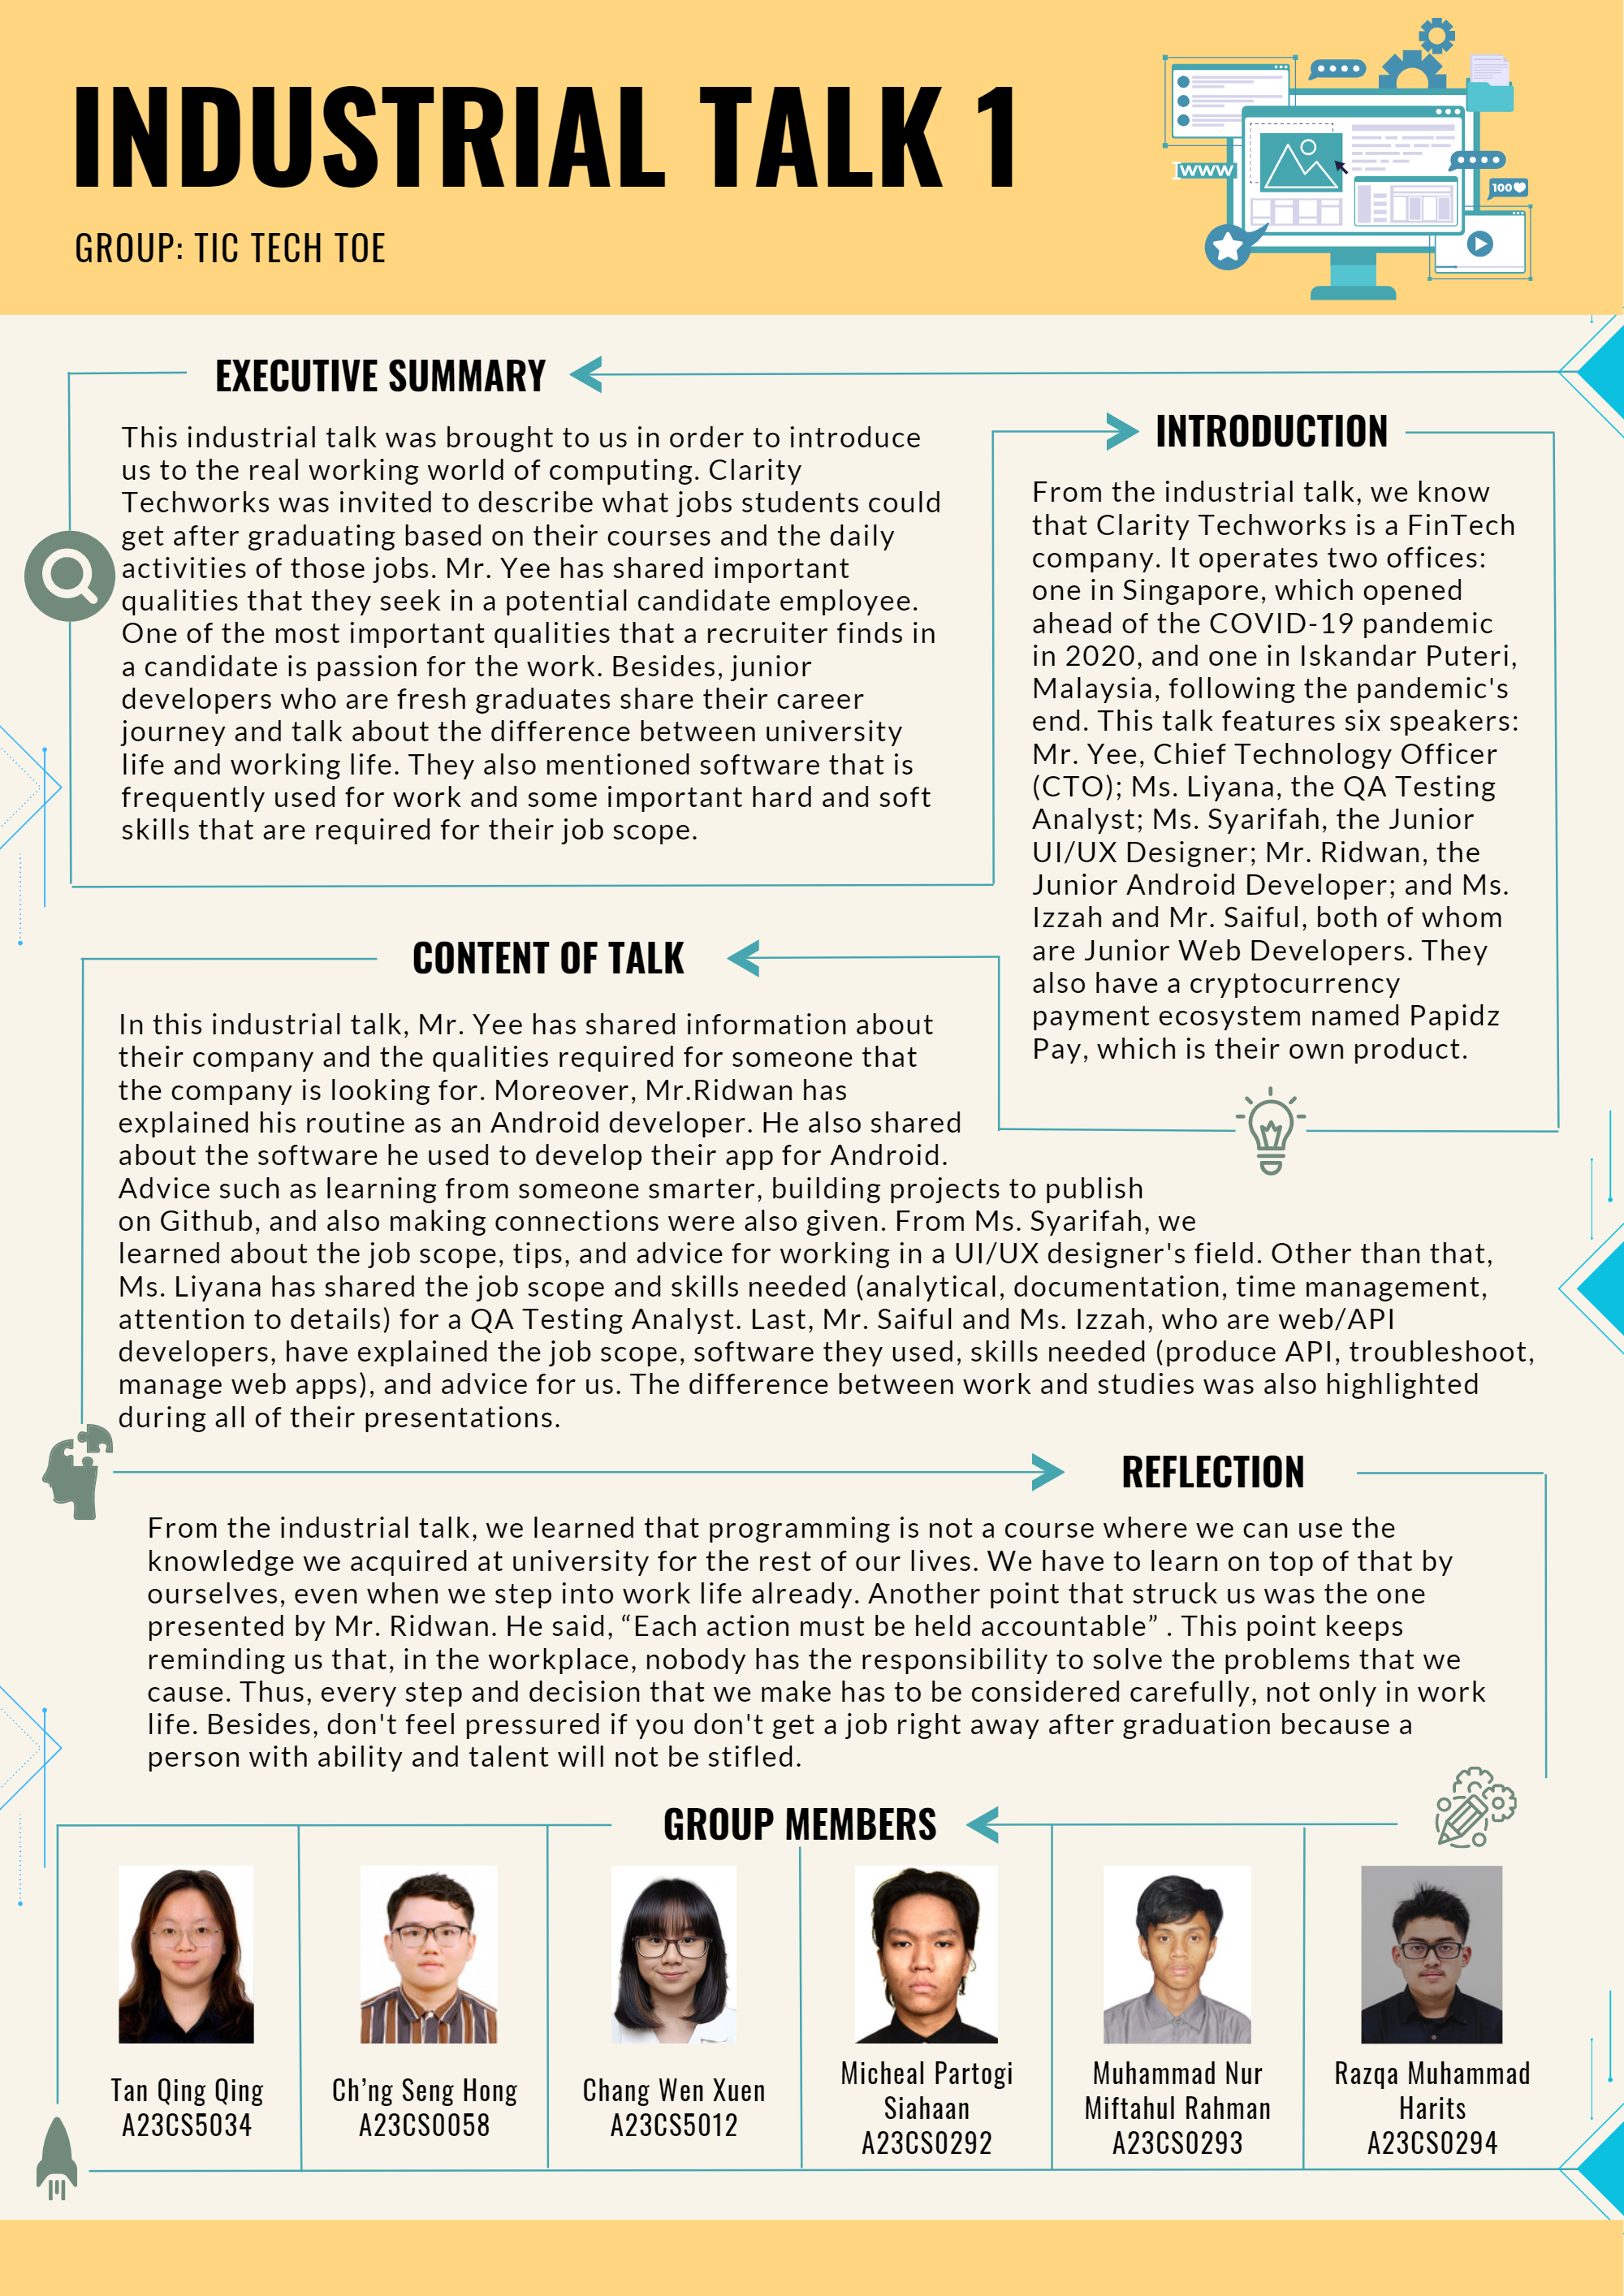 INDUSTRIAL TALK 1
GROUP: TIC TECH TOE
WWW
100
EXECUTIVE SUMMARY
This industrial talk was brought to us in order to introduce
us to the real working world of computing. Clarity
Techworks was invited to describe what jobs students could
get after graduating based on their courses and the daily
activities of those jobs. Mr. Yee has shared important
qualities that they seek in a potential candidate employee.
One of the most important qualities that a recruiter finds in
a candidate is passion for the work. Besides, junior
developers who are fresh graduates share their career
journey and talk about the difference between university
life and working life. They also mentioned software that is
frequently used for work and some important hard and soft
skills that are required for their job scope.
INTRODUCTION
From the industrial talk, we know
that Clarity Techworks is a FinTech
company. It operates two offices:
one in Singapore, which opened
ahead of the COVID-19 pandemic
in 2020, and one in Iskandar Puteri,
Malaysia, following the pandemic's
end. This talk features six speakers:
Mr. Yee, Chief Technology Officer
(CTO); Ms. Liyana, the QA Testing
Analyst; Ms. Syarifah, the Junior
UI/UX Designer; Mr. Ridwan, the
Junior Android Developer; and Ms.
Izzah and Mr. Saiful, both of whom
are Junior Web Developers. They
also have a cryptocurrency
payment ecosystem named Papidz
Pay, which is their own product.
CONTENT OF TALK
In this industrial talk, Mr. Yee has shared information about
their company and the qualities required for someone that
the company is looking for. Moreover, Mr.Ridwan has
explained his routine as an Android developer. He also shared
about the software he used to develop their app for Android.
Advice such as learning from someone smarter, building projects to publish
on Github, and also making connections were also given. From Ms. Syarifah, we
learned about the job scope, tips, and advice for working in a UI/UX designer's field. Other than that,
Ms. Liyana has shared the job scope and skills needed (analytical, documentation, time management,
attention to details) for a QA Testing Analyst. Last, Mr. Saiful and Ms. Izzah, who are web/API
developers, have explained the job scope, software they used, skills needed (produce API, troubleshoot,
manage web apps), and advice for us. The difference between work and studies was also highlighted
during all of their presentations.
REFLECTION
From the industrial talk, we learned that programming is not a course where we can use the
knowledge we acquired at university for the rest of our lives. We have to learn on top of that by
ourselves, even when we step into work life already. Another point that struck us was the one
presented by Mr. Ridwan. He said, “Each action must be held accountable” . This point keeps
reminding us that, in the workplace, nobody has the responsibility to solve the problems that we
cause. Thus, every step and decision that we make has to be considered carefully, not only in work
life. Besides, don't feel pressured if you don't get a job right away after graduation because a
person with ability and talent will not be stifled.
GROUP MEMBERS
Tan Qing Qing
A23CS5034
Ch’ng Seng Hong
A23CS0058
Chang Wen Xuen
A23CS5012
Micheal Partogi
Siahaan
A23CS0292
Muhammad Nur
Miftahul Rahman
A23CS0293
Razqa Muhammad
Harits
A23CS0294